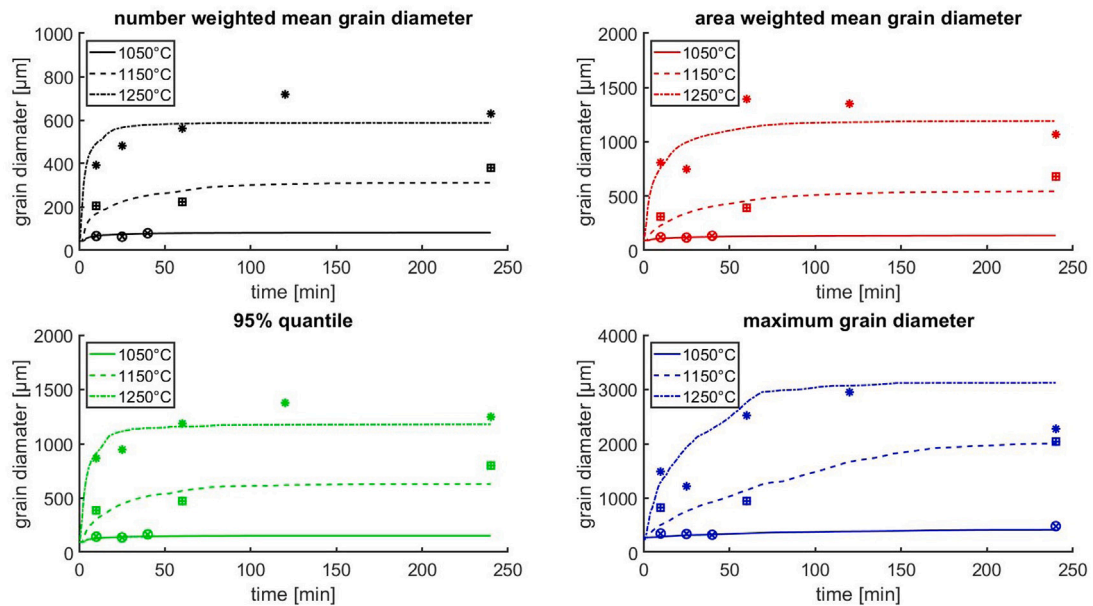 number weighted mean grain diameter
1000
800
600
400
200
0
grain diamater [µm]
1050°C
1150°C
1250°C
0 50 100 150 200 250
time [min]
area weighted mean grain diameter
2000
1500
1000
500
0
grain diamater [µm]
1050°C
1150°C
1250°C
0 50 100 150 200 250
time [min]
95% quantile
2000
1500
1000
500
0
grain diamater [µm]
1050°C
1150°C
1250°C
0 50 100 150 200 250
time [min]
maximum grain diameter
4000
3000
2000
1000
0
grain diamater [µm]
1050°C
1150°C
1250°C
0 50 100 150 200 250
time [min]